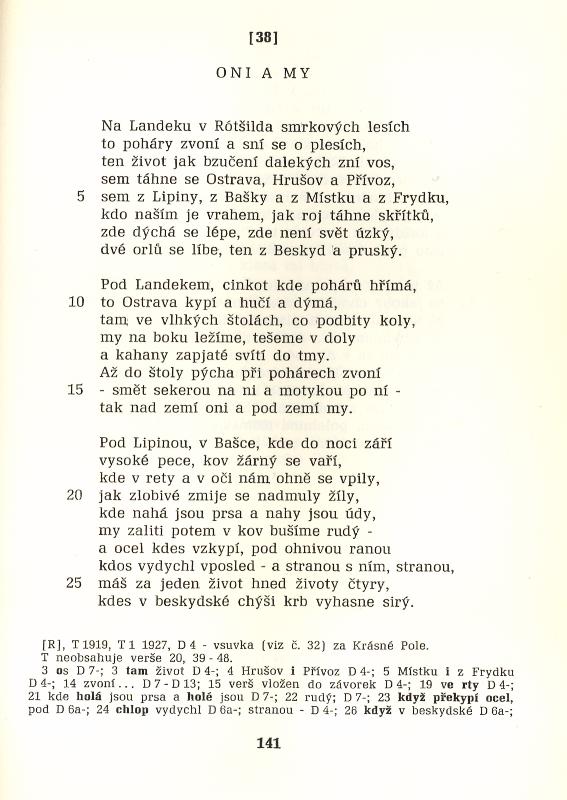 [38]
ONI A MY
Na Landeku v Rótšilda smrkových lesích
to poháry zvoní a sní se o plesích,
ten život jak bzučení dalekých zní vos,
sem táhne se Ostrava, Hrušov a Přívoz,
5 sem z Lipiny, z Bašky a z Místku a z Frydku,
kdo naším je vrahem, jak roj táhne skřítků,
zde dýchá se lépe, zde není svět úzký,
dvé orlů se líbe, ten z Beskyd a pruský.
Pod Landekem, cinkot kde pohárů hřímá,
10 to Ostrava kypí a hučí a dýmá,
tam ve vlhkých štolách, co podbity koly,
my na boku ležíme, tešeme v doly
a kahany zapjaté svítí do tmy.
Až do štoly pýcha při pohárech zvoní
15 - smět sekerou na ni a motykou po ní -
tak nad zemí oni a pod zemí my.
Pod Lipinou, v Bašce, kde do noci září
vysoké pece, kov žárný se vaří,
kde v rety a v oči nám ohně se vpily,
20 jak zlobivé zmije se nadmuly žíly,
kde nahá jsou prsa a nahy jsou údy,
my zaliti potem v kov bušíme rudý -
a ocel kdes vzkypí, pod ohnivou ranou
kdos vydychl vposled - a stranou s ním, stranou,
25 máš za jeden život hned životy čtyry,
kdes v beskydské chýši krb vyhasne sirý.
[R], T 1919, T 1 1927, D 4 - vsuvka (viz č. 32) za Krásné Pole.
T neobsahuje verše 20, 39 - 48.
3 os D 7-; 3 tam život D 4-; 4 Hrušov i Přívoz D 4-; 5 Místku i z Frydku
D 4-; 14 zvoní... D 7 - D 13; 15 verš vložen do závorek D 4-; 19 ve rty D 4-;
21 kde holá jsou prsa a holé jsou D 7-; 22 rudý; D 7-; 23 když překypí ocel,
pod D 6a-; 24 chlop vydychl D 6a-; stranou - D 4-; 26 když v beskydské D 6a-;
141